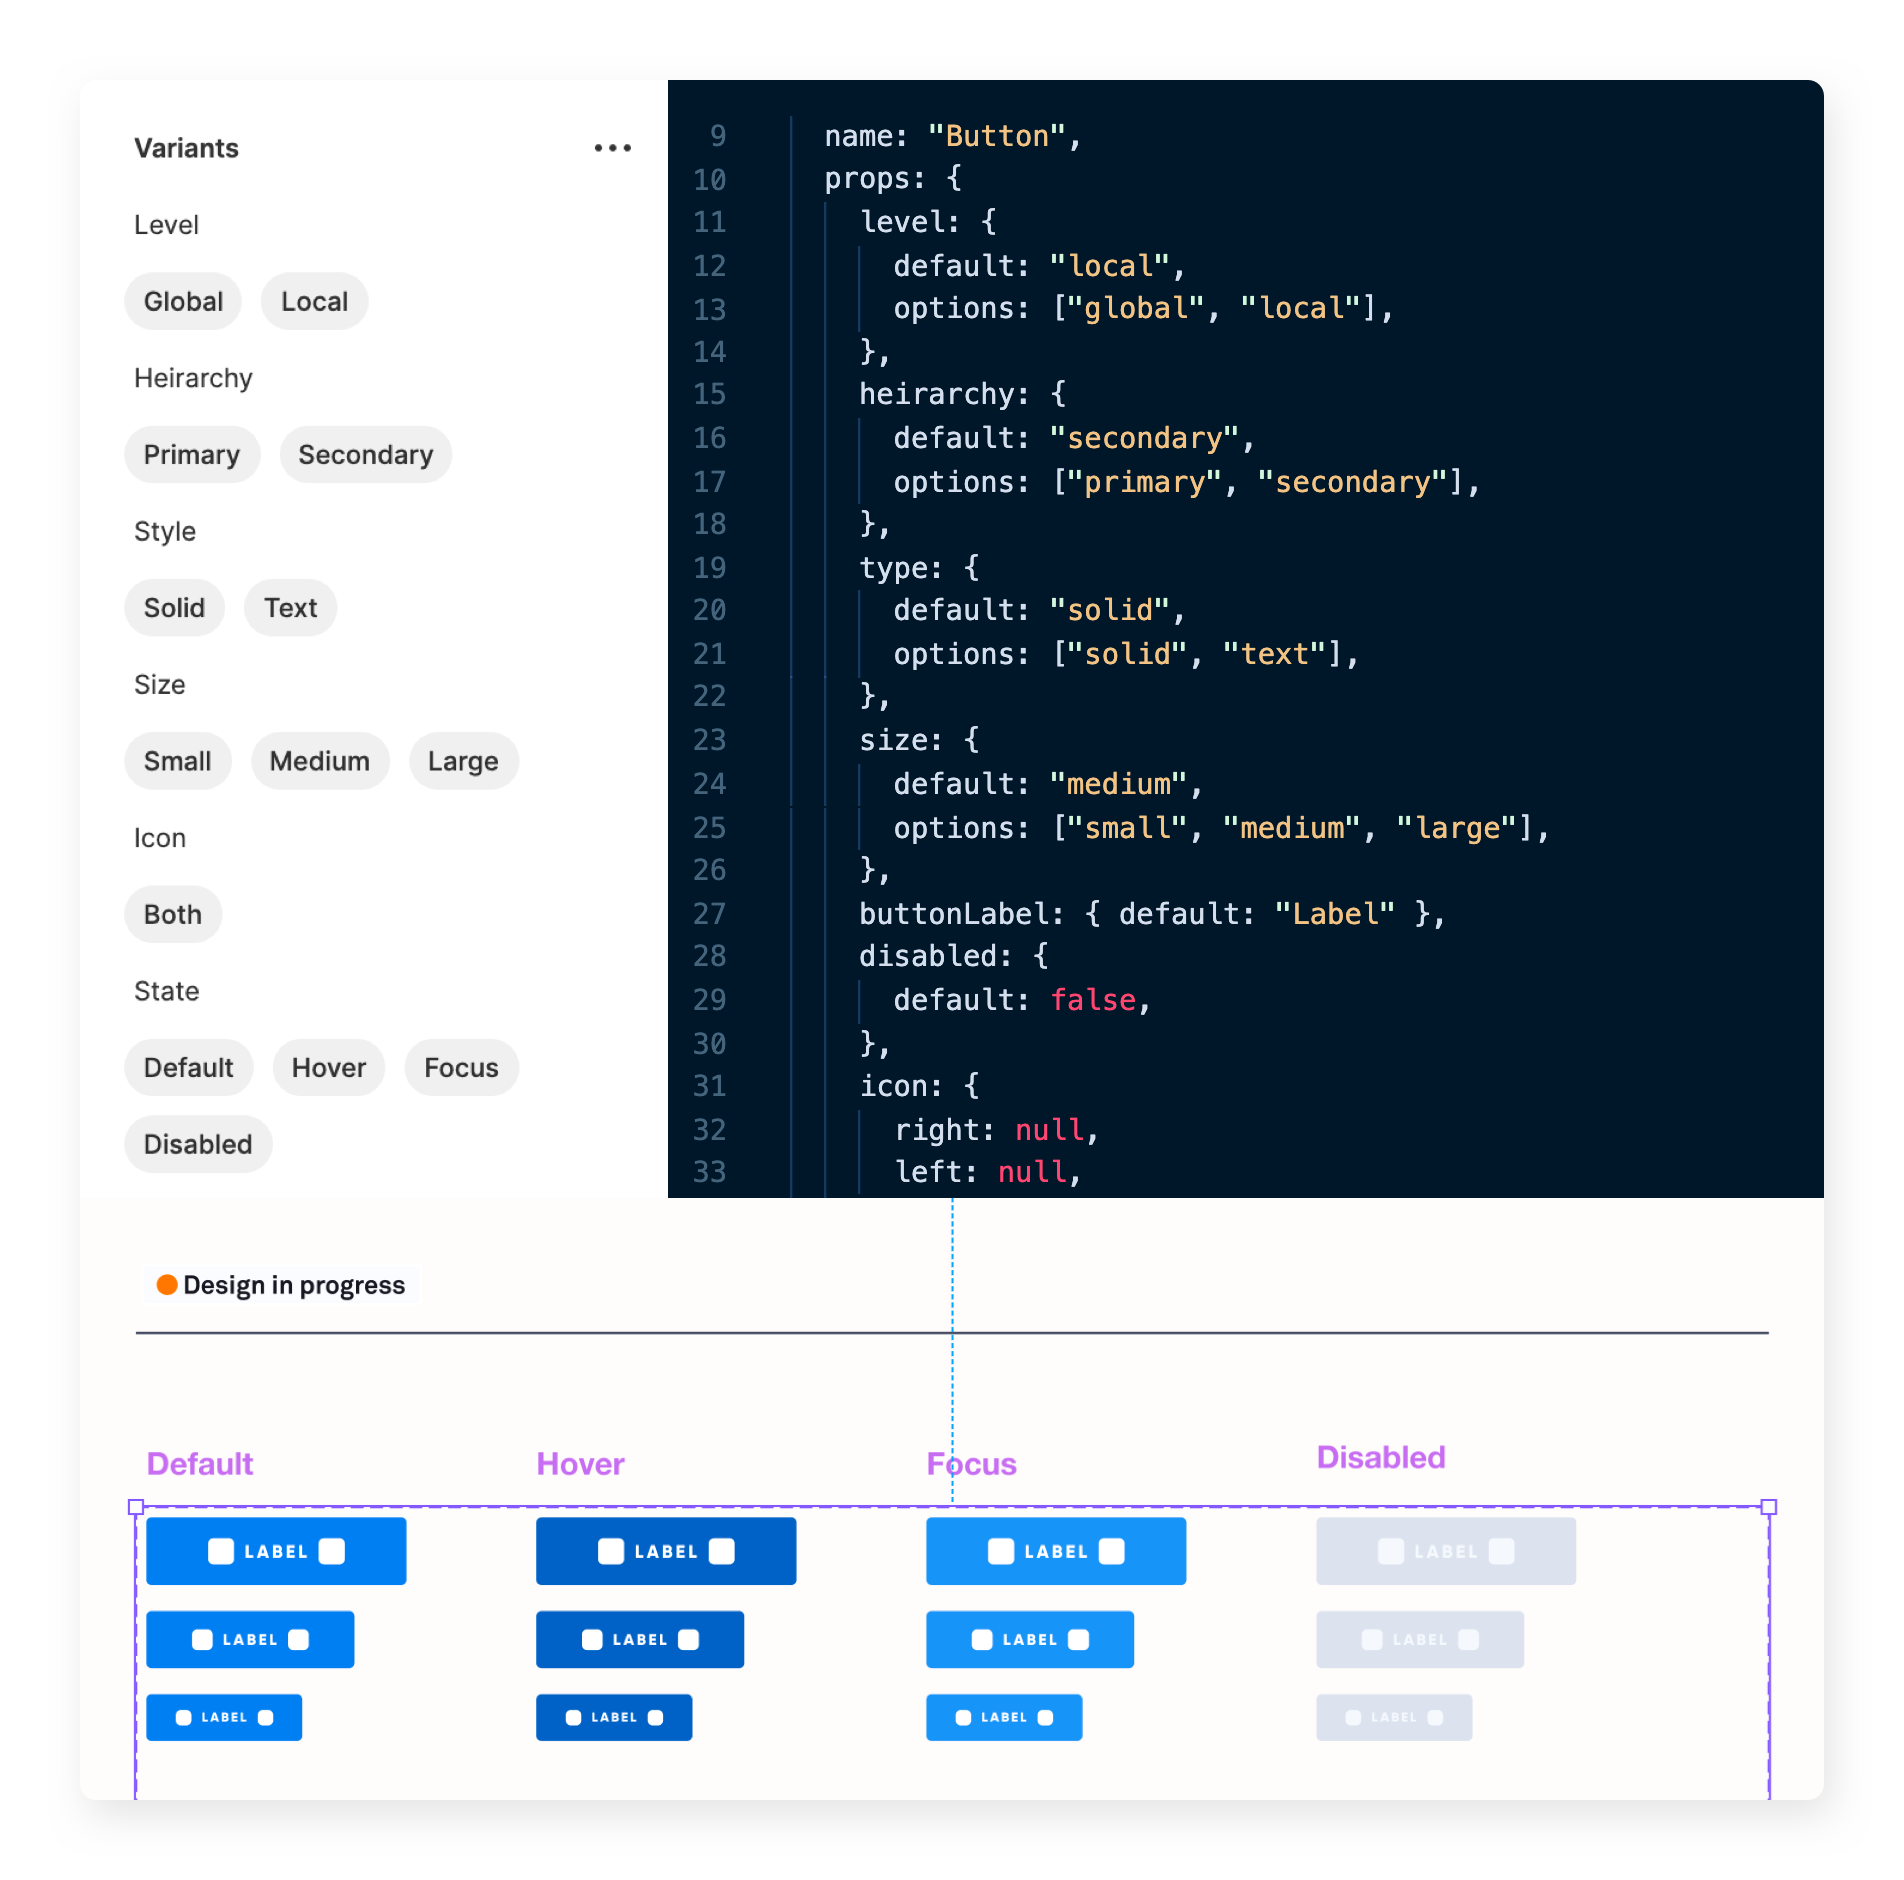 Variants
Level
Global Local
Heirarchy
Primary Secondary
Style
Solid Text
Size
Small Medium Large
Icon
Both
State
Default Hover Focus
Disabled
9 name: "Button",
10 props: {
11 level: {
12 default: "local",
13 options: ["global", "local"],
14 },
15 heirarchy: {
16 default: "secondary",
17 options: ["primary", "secondary"],
18 },
19 type: {
20 default: "solid",
21 options: ["solid", "text"],
22 },
23 size: {
24 default: "medium",
25 options: ["small", "medium", "large"],
26 },
27 buttonLabel: { default: "Label" },
28 disabled: {
29 default: false,
30 },
31 icon: {
32 right: null,
33 left: null,
Design in progress
Default Hover Focus Disabled
LABEL LABEL LABEL LABEL
LABEL LABEL LABEL LABEL
LABEL LABEL LABEL LABEL